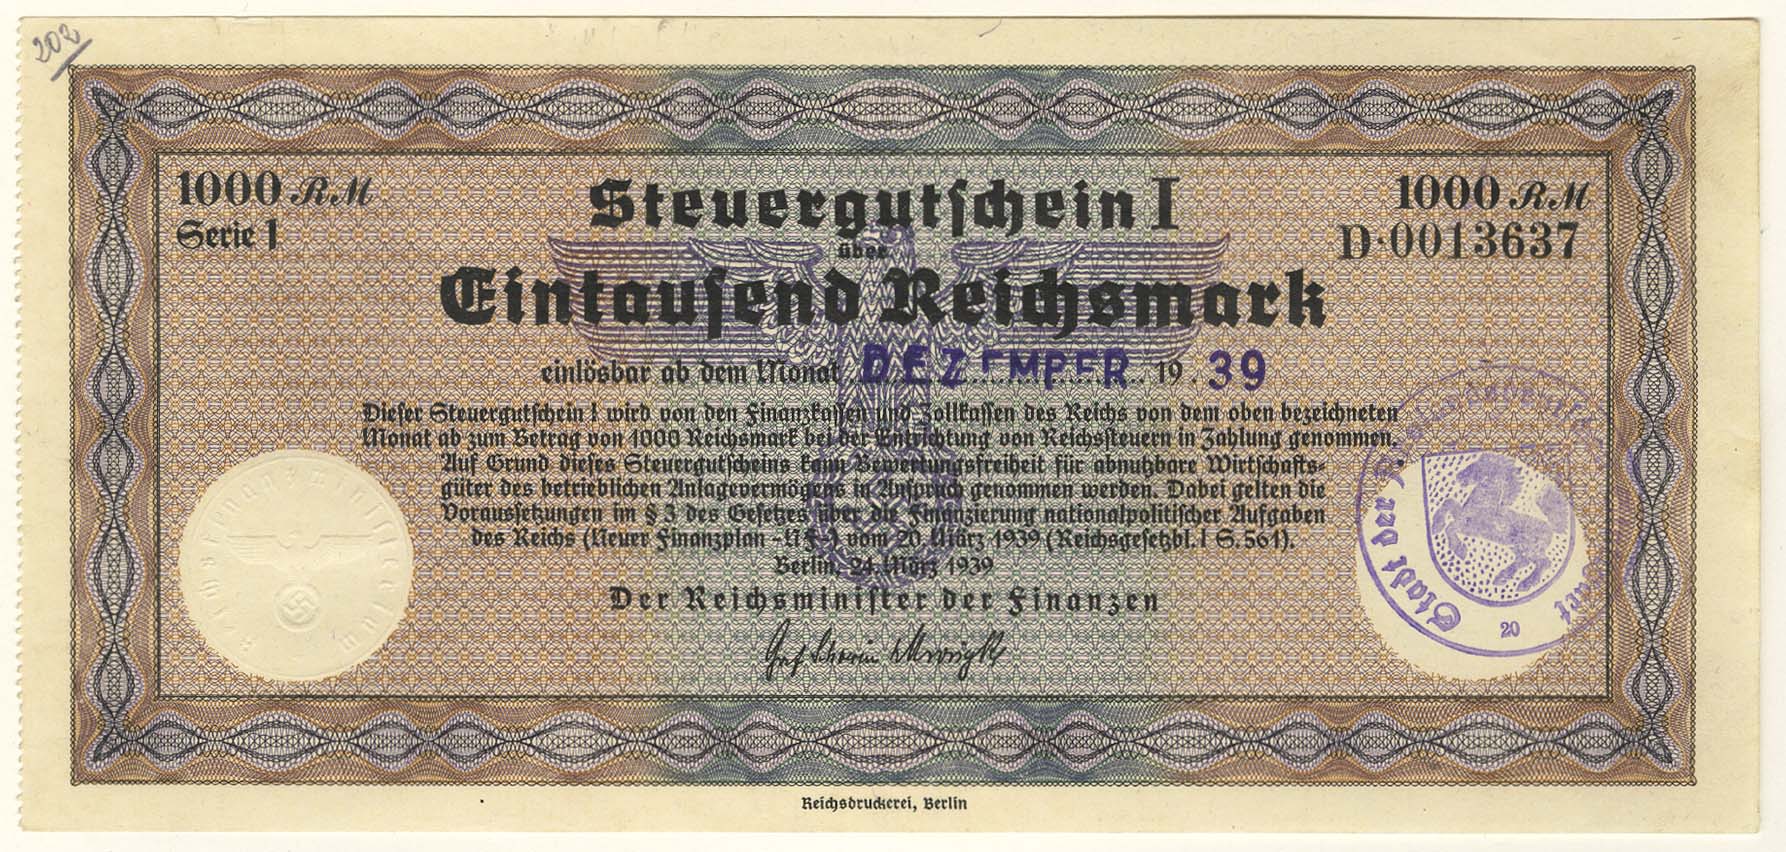 202
1000 RM
Steuergutschein I
1000 RM
Serie I
über
D·0013637
Eintausend Reichsmark
einlösbar ab dem Monat DEZEMBER 19.39
Dieser Steuergutschein I wird von den Finanzkassen und Zollkassen des Reichs von dem oben bezeichneten
Monat ab zum Betrag von 1000 Reichsmark bei der Entrichtung von Reichssteuern in Zahlung genommen.
Auf Grund dieses Steuergutscheins kann Bewertungsfreiheit für abnutzbare Wirtschafts-
güter des betrieblichen Anlagevermögens in Anspruch genommen werden. Dabei gelten die
Voraussetzungen im § 3 des Gesetzes über die Finanzierung nationalpolitischer Aufgaben
des Reichs (Neuer Finanzplan -NF-) vom 20. März 1939 (Reichsgesetzbl. I S. 561).
Berlin, 24. März 1939
Der Reichsminister der Finanzen
Graf Schwerin v Krosigk
Reichsfinanzministerium
Stadt der
20
Reichsdruckerei, Berlin